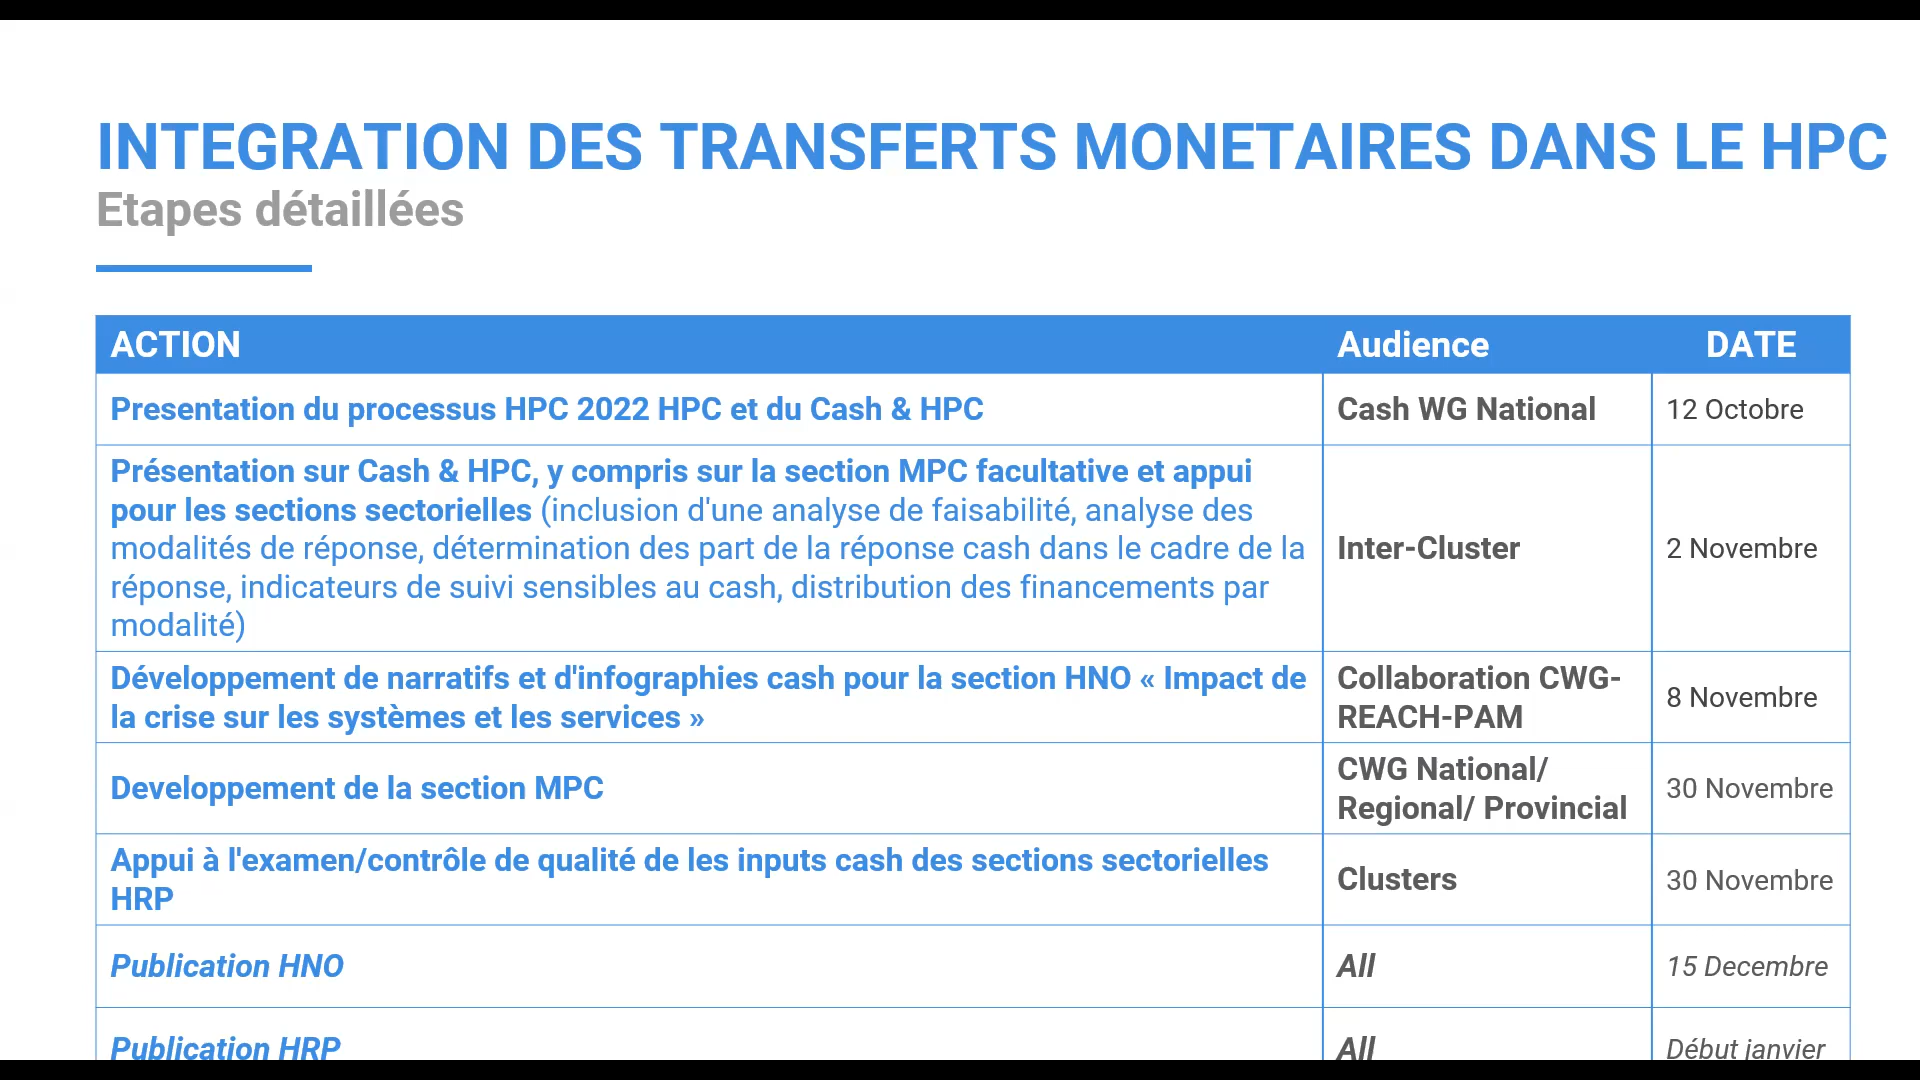 INTEGRATION DES TRANSFERTS MONETAIRES DANS LE HPC
Etapes détaillées
ACTION Audience DATE
Presentation du processus HPC 2022 HPC et du Cash & HPC Cash WG National 12 Octobre
Présentation sur Cash & HPC, y compris sur la section MPC facultative et appui
pour les sections sectorielles (inclusion d'une analyse de faisabilité, analyse des
modalités de réponse, détermination des part de la réponse cash dans le cadre de la
réponse, indicateurs de suivi sensibles au cash, distribution des financements par
modalité)
Inter-Cluster
2 Novembre
Développement de narratifs et d'infographies cash pour la section HNO « Impact de
la crise sur les systèmes et les services »
Collaboration CWG-
REACH-PAM
8 Novembre
Developpement de la section MPC
CWG National/
Regional/ Provincial
30 Novembre
Appui à l'examen/contrôle de qualité de les inputs cash des sections sectorielles
HRP
Clusters
30 Novembre
Publication HNO All 15 Decembre
Publication HRP All Début janvier